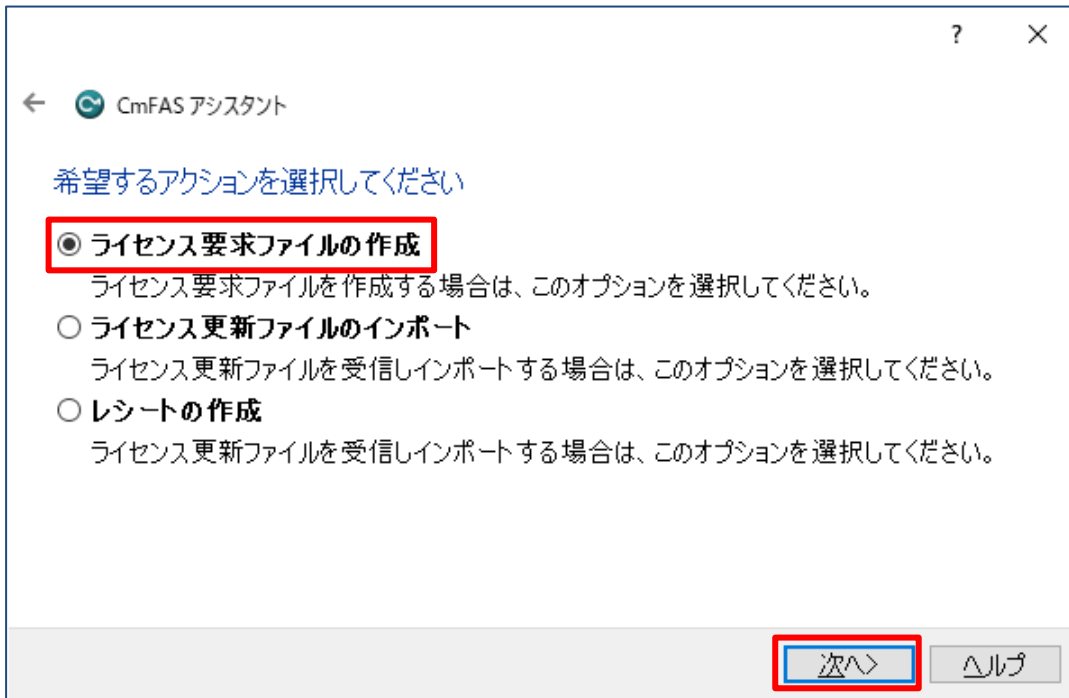 ?
CmFAS アシスタント
希望するアクションを選択してください
ライセンス要求ファイルの作成
ライセンス要求ファイルを作成する場合は、このオプションを選択してください。
ライセンス更新ファイルのインポート
ライセンス更新ファイルを受信しインポートする場合は、このオプションを選択してください。
レシートの作成
ライセンス更新ファイルを受信しインポートする場合は、このオプションを選択してください。
次へ> ヘルプ